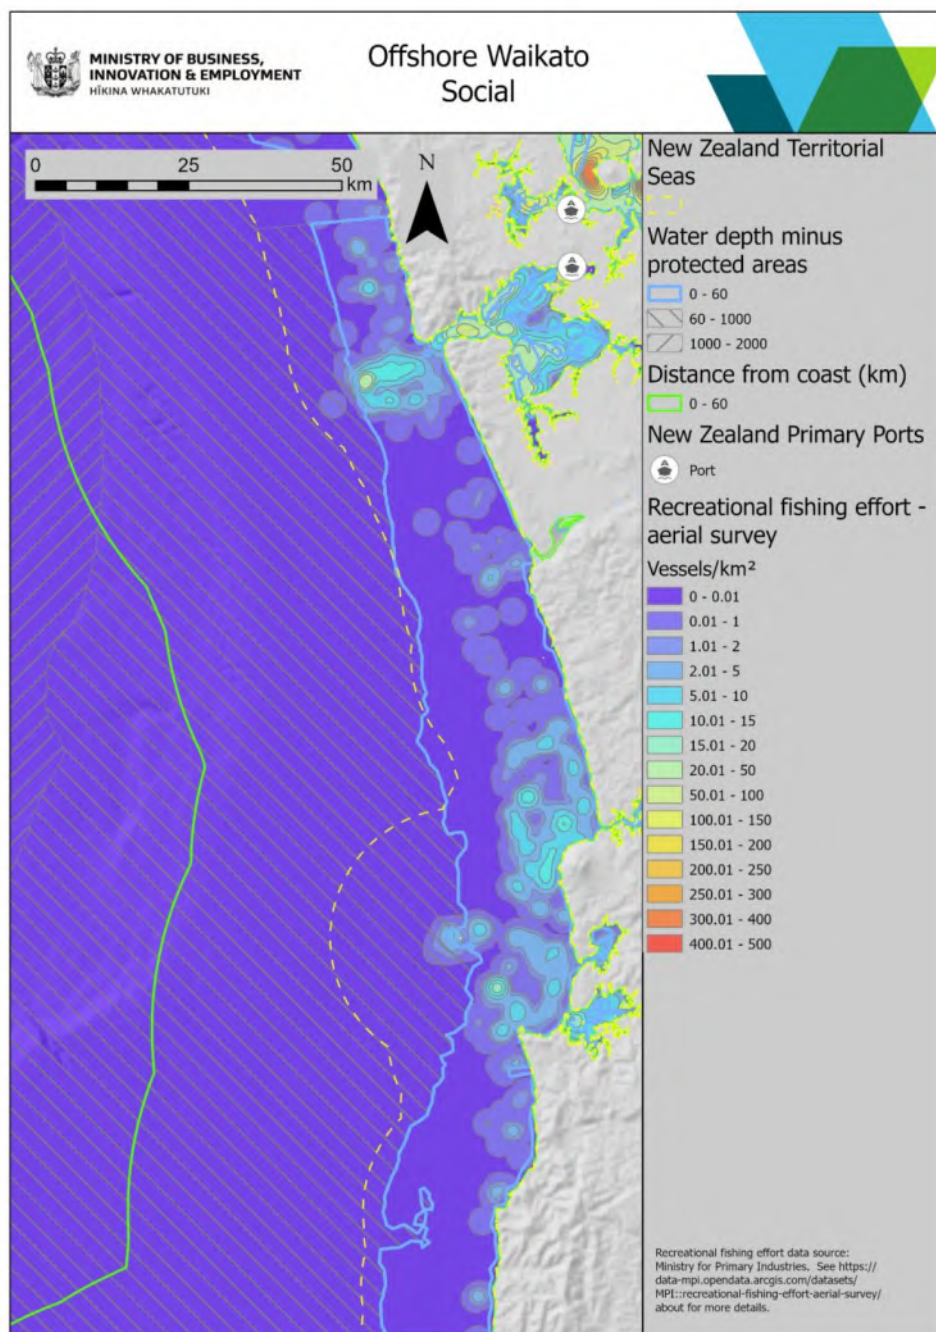 MINISTRY OF BUSINESS,
INNOVATION & EMPLOYMENT
HĪKINA WHAKATUTUKI
Offshore Waikato
Social
0 25 50
km
N
New Zealand Territorial
Seas
Water depth minus
protected areas
0 - 60
60 - 1000
1000 - 2000
Distance from coast (km)
0 - 60
New Zealand Primary Ports
Port
Recreational fishing effort -
aerial survey
Vessels/km²
0 - 0.01
0.01 - 1
1.01 - 2
2.01 - 5
5.01 - 10
10.01 - 15
15.01 - 20
20.01 - 50
50.01 - 100
100.01 - 150
150.01 - 200
200.01 - 250
250.01 - 300
300.01 - 400
400.01 - 500
Recreational fishing effort data source:
Ministry for Primary Industries. See https://
data-mpi.opendata.arcgis.com/datasets/
MPI::recreational-fishing-effort-aerial-survey/
about for more details.